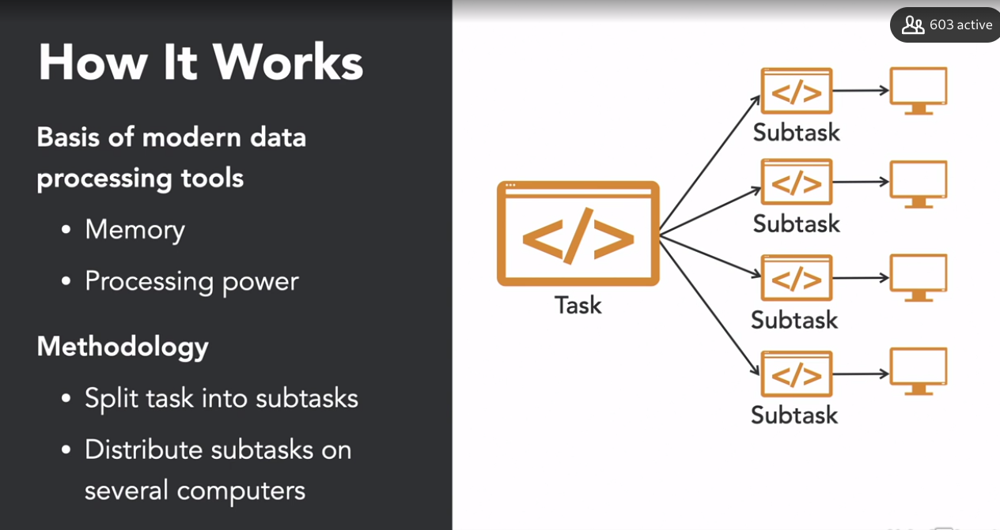 How It Works
603 active
Basis of modern data
processing tools
• Memory
• Processing power
Methodology
• Split task into subtasks
• Distribute subtasks on
several computers
</>
Task
</>
Subtask
</>
Subtask
</>
Subtask
</>
Subtask